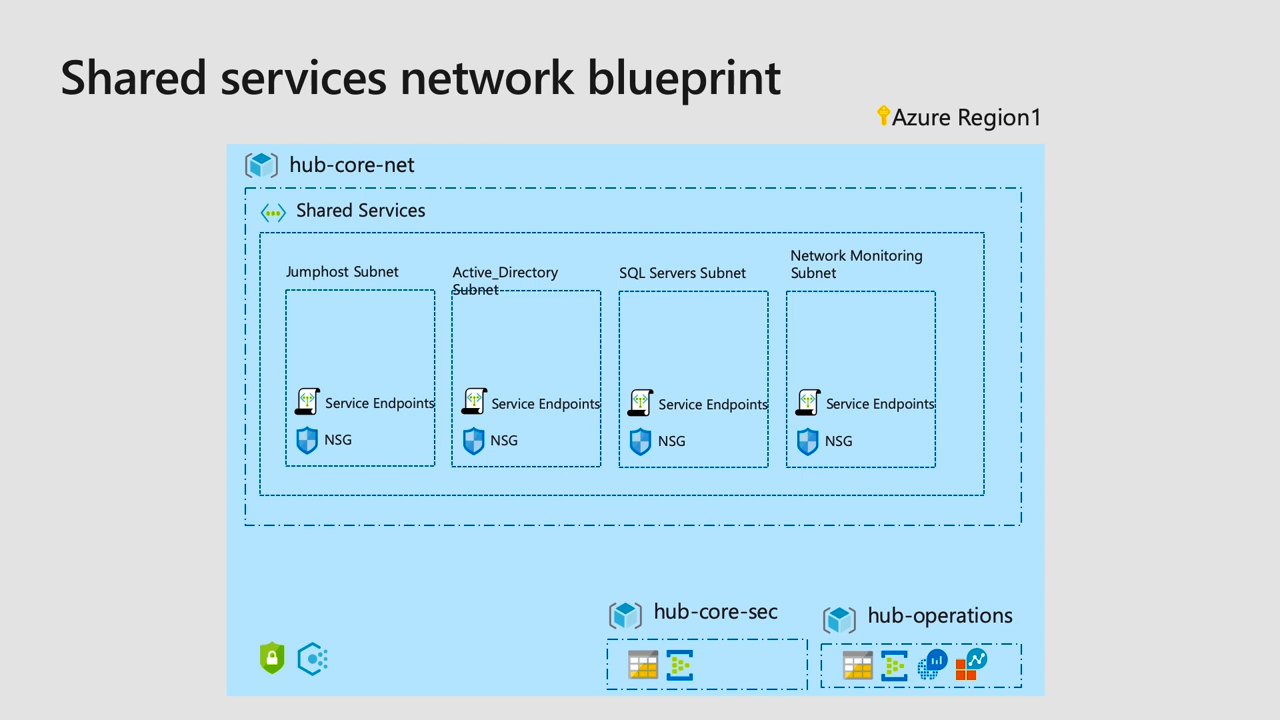 Shared services network blueprint
Azure Region1
hub-core-net
Shared Services
Jumphost Subnet
Active_Directory
Subnet
SQL Servers Subnet
Network Monitoring
Subnet
Service Endpoints
NSG
Service Endpoints
NSG
Service Endpoints
NSG
Service Endpoints
NSG
hub-core-sec
hub-operations